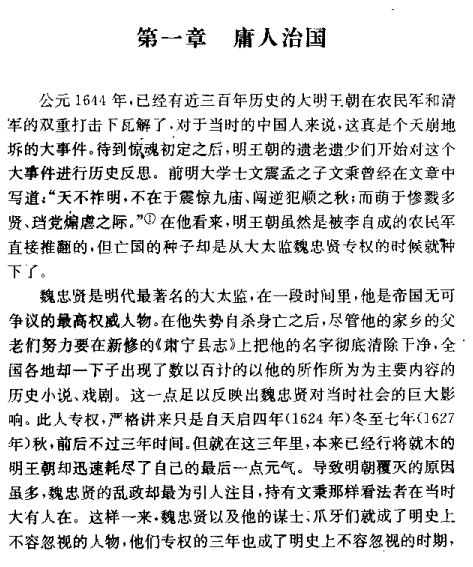 第一章 庸人治国
公元1644年,已经有近三百年历史的大明王朝在农民军和清
军的双重打击下瓦解了.对于当时的中国人来说,这真是个天崩地
坼的大事件。待到惊魂初定之后,明王朝的遗老遗少们开始对这个
大事件进行历史反思。前明大学士文震孟之子文秉曾经在文章中
写道:“天不祚明,不在于震惊九庙、闯逆犯顺之秋;而萌于惨戮多
贤、珰党煽虐之际。”①在他看来,明王朝虽然是被李自成的农民军
直接推翻的,但亡国的种子却是从大太监魏忠贤专权的时候就种
下了。
魏忠贤是明代最著名的大太监,在一段时间里,他是帝国无可
争议的最高权威人物。在他失势自杀身亡之后,尽管他的家乡的父
老们努力要在新修的《肃宁县志》上把他的名字彻底清除干净,全
国各地却一下子出现了数以百计的以他的所作所为为主要内容的
历史小说、戏剧。这一点足以反映出魏忠贤对当时社会的巨大影
响。此人专权,严格讲来只是自天启四年(1624年)冬至七年(1627
年)秋,前后不过三年时间。但就在这三年里,本来已经行将就木的
明王朝却迅速耗尽了自己的最后一点元气。导致明朝覆灭的原因
虽多,魏忠贤的乱政却最为引人注目,持有文秉那样看法者在当时
大有人在。这样一来,魏忠贤以及他的谋士、爪牙们就成了明史上
不容忽视的人物,他们专权的三年也成了明史上不容忽视的时期,